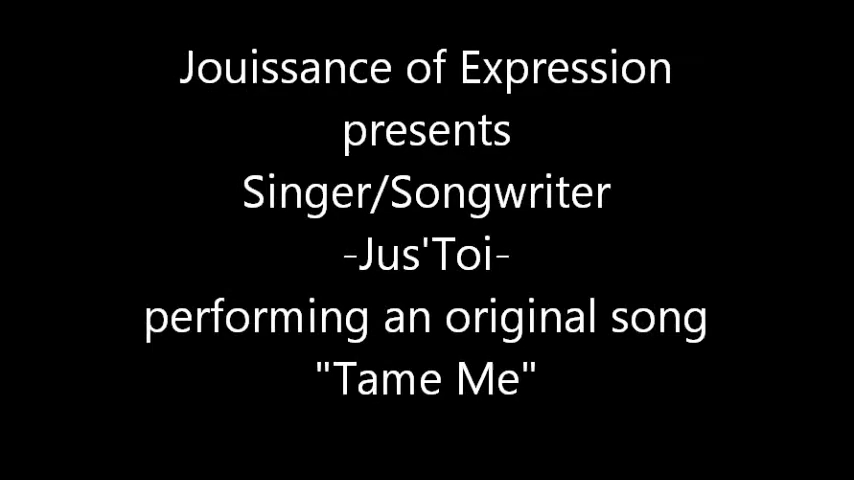 Jouissance of Expression
presents
Singer/Songwriter
-Jus'Toi-
performing an original song
"Tame Me"